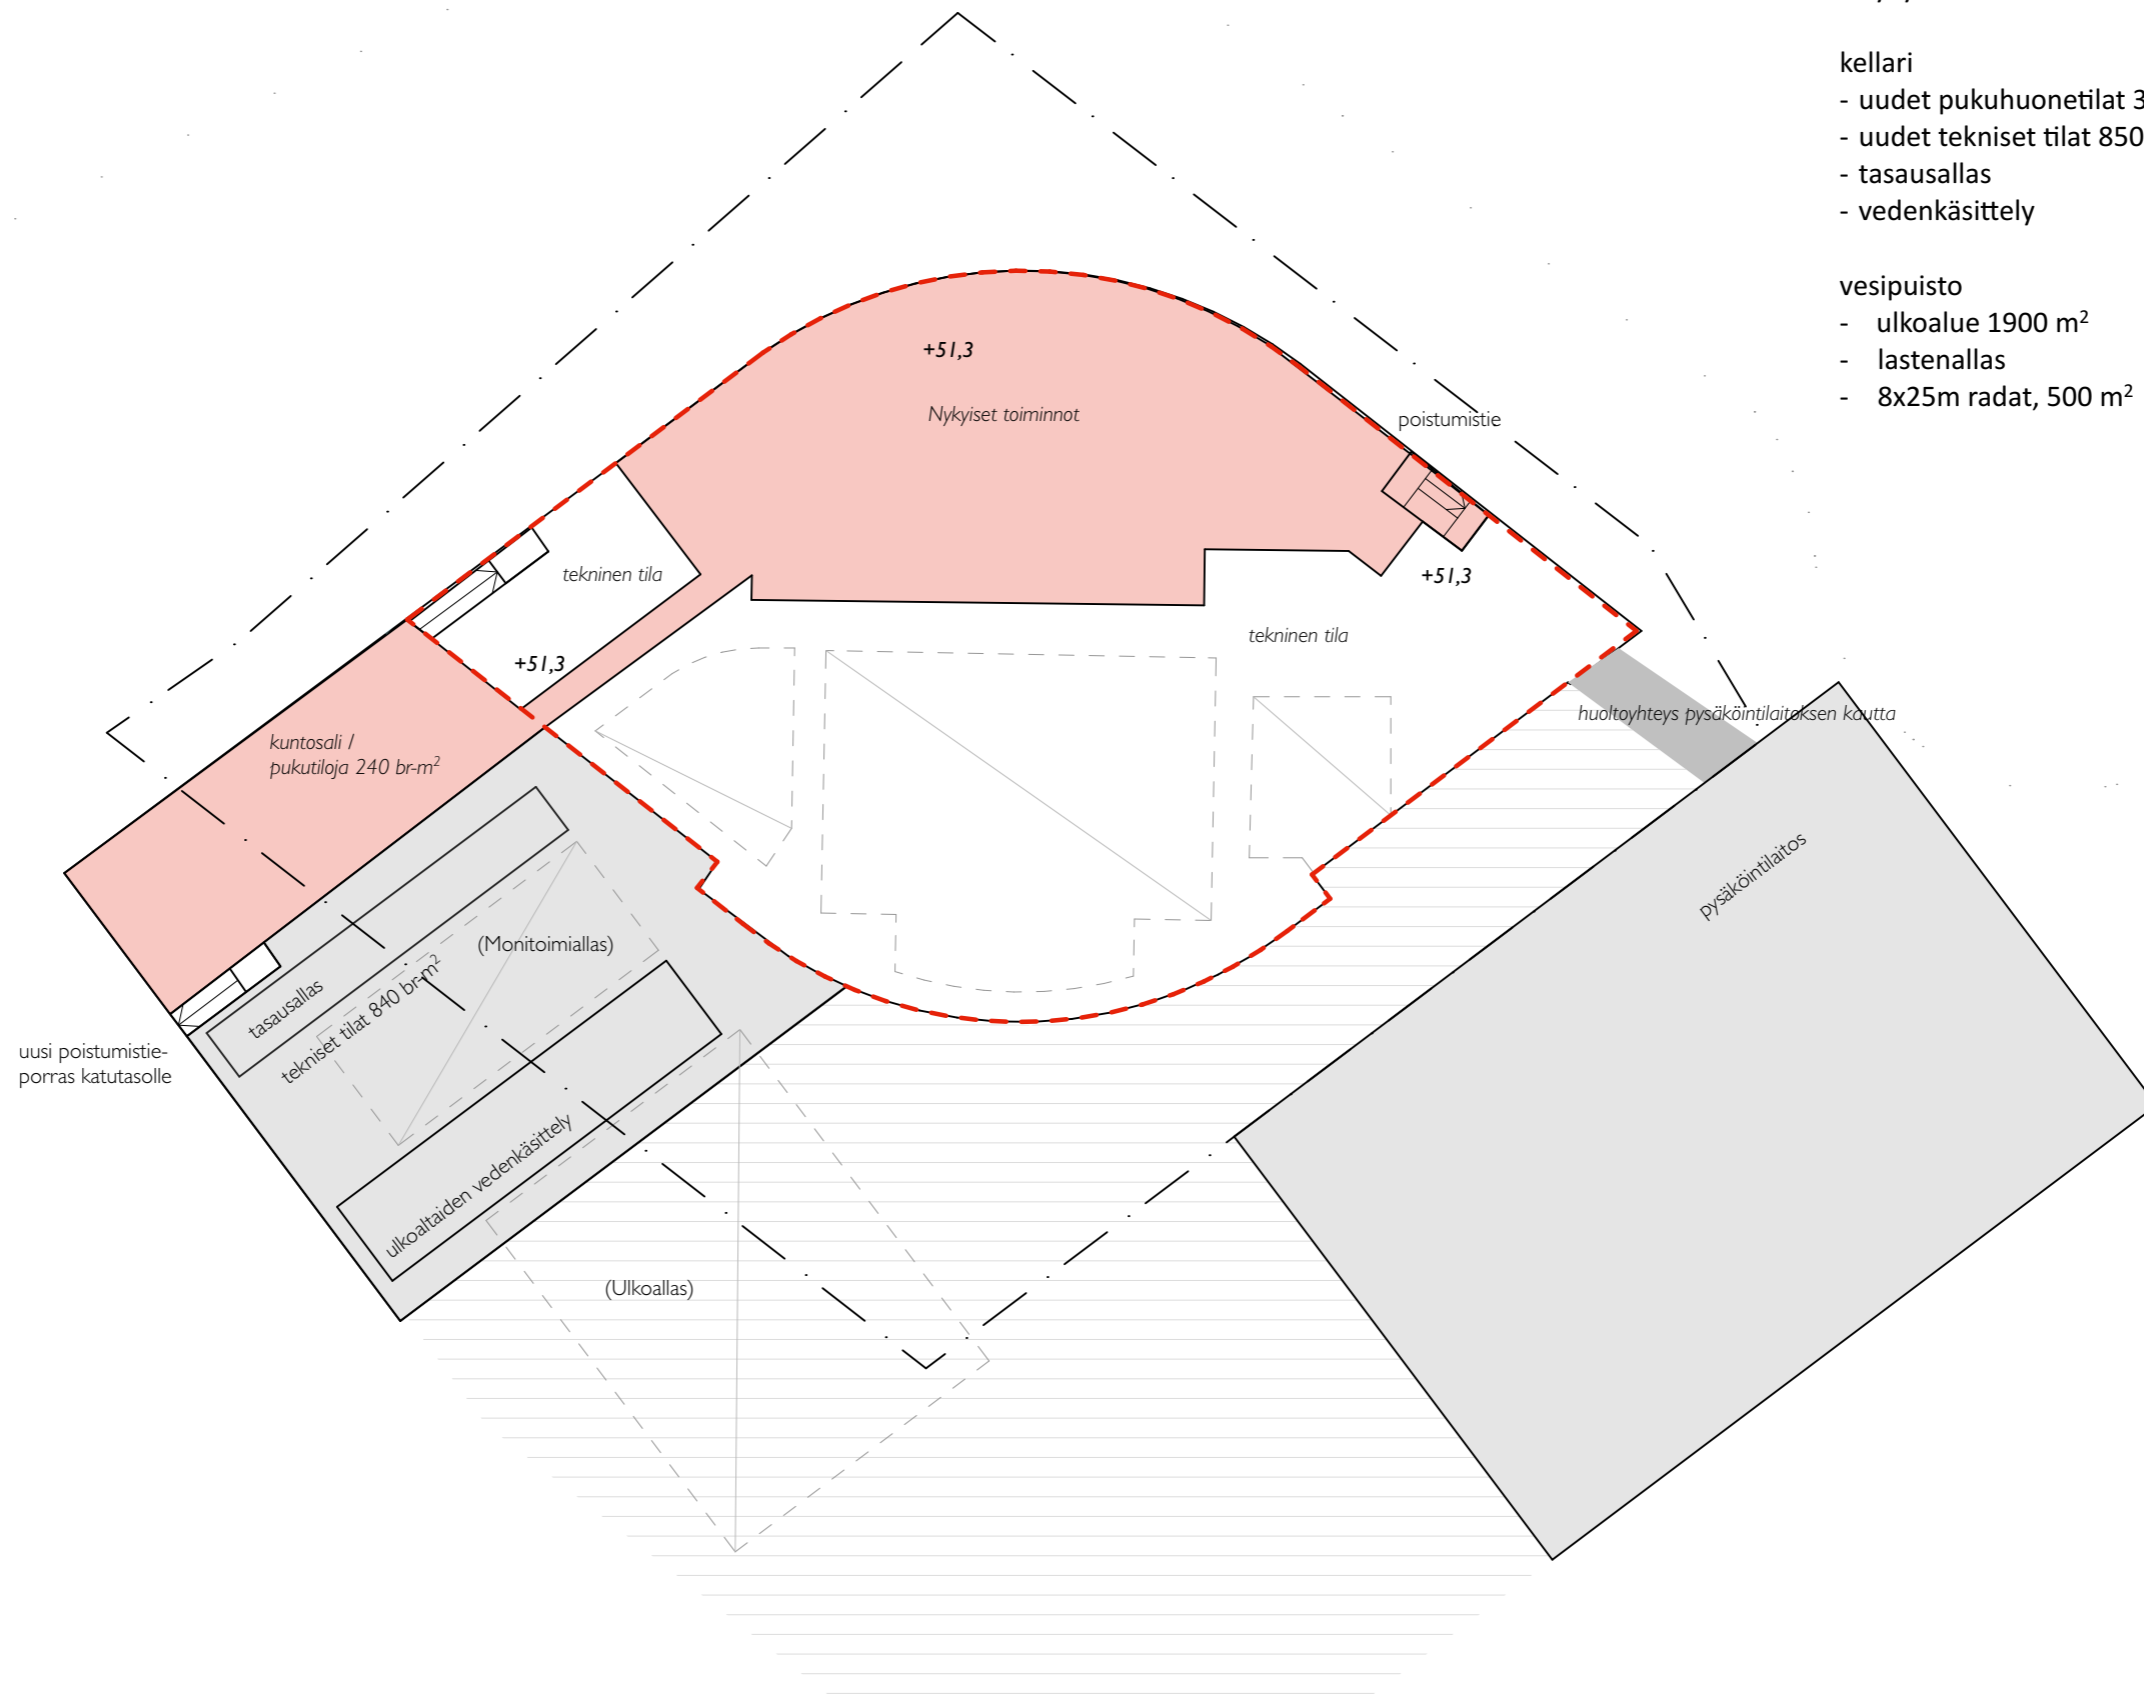 kellari
- uudet pukuhuonetilat
- uudet tekniset tilat 850
- tasausallas
- vedenkäsittely
vesipuisto
- ulkoalue 1900 m²
- lastenallas
- 8x25m radat, 500 m²
+51,3
Nykyiset toiminnot
poistumistie
tekninen tila
+51,3
+51,3
tekninen tila
huoltoyhteys pysäköintilaitoksen kautta
kuntosali /
pukutiloja 240 br-m²
pysäköintilaitos
(Monitoimiallas)
tasausallas
tekniset tilat 840 br-m²
uusi poistumistie-
porras katutasolle
ulkoaltaiden vedenkäsittely
(Ulkoallas)